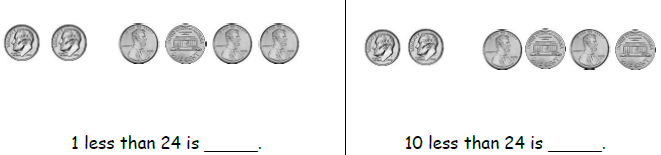 1 less than 24 is ______.
10 less than 24 is ______.